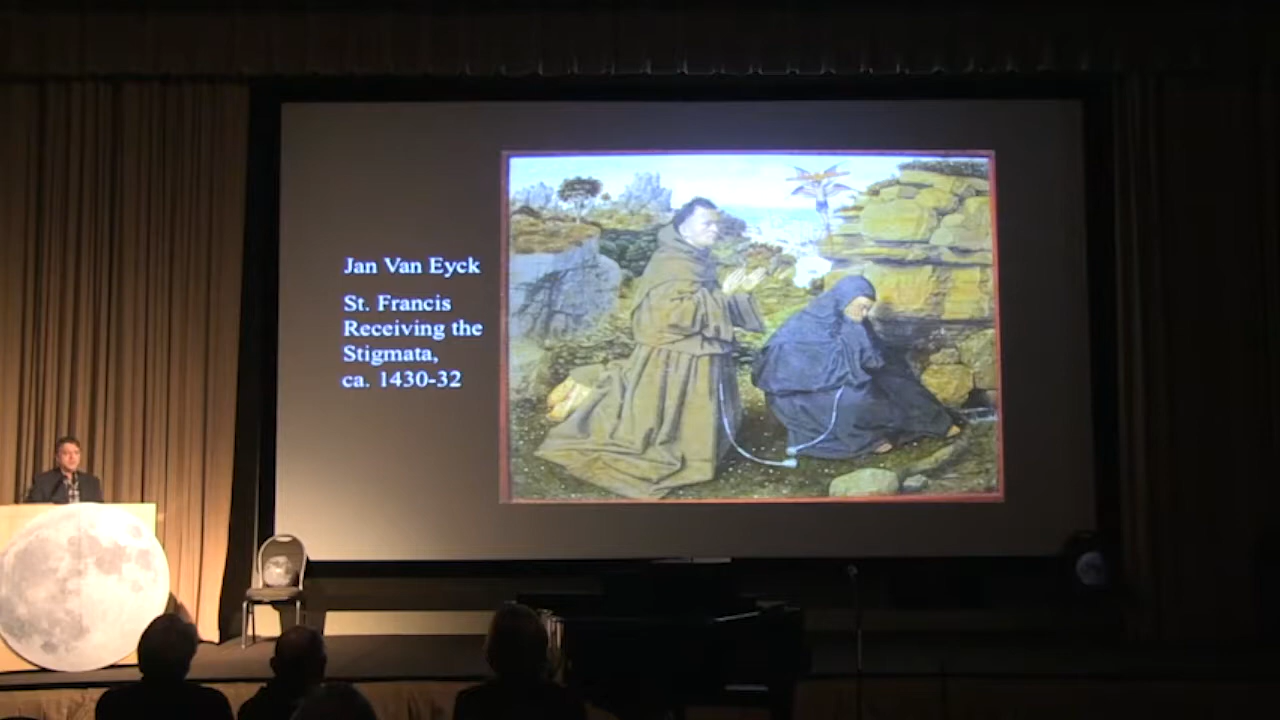 Jan Van Eyck
St. Francis
Receiving the
Stigmata,
ca. 1430-32